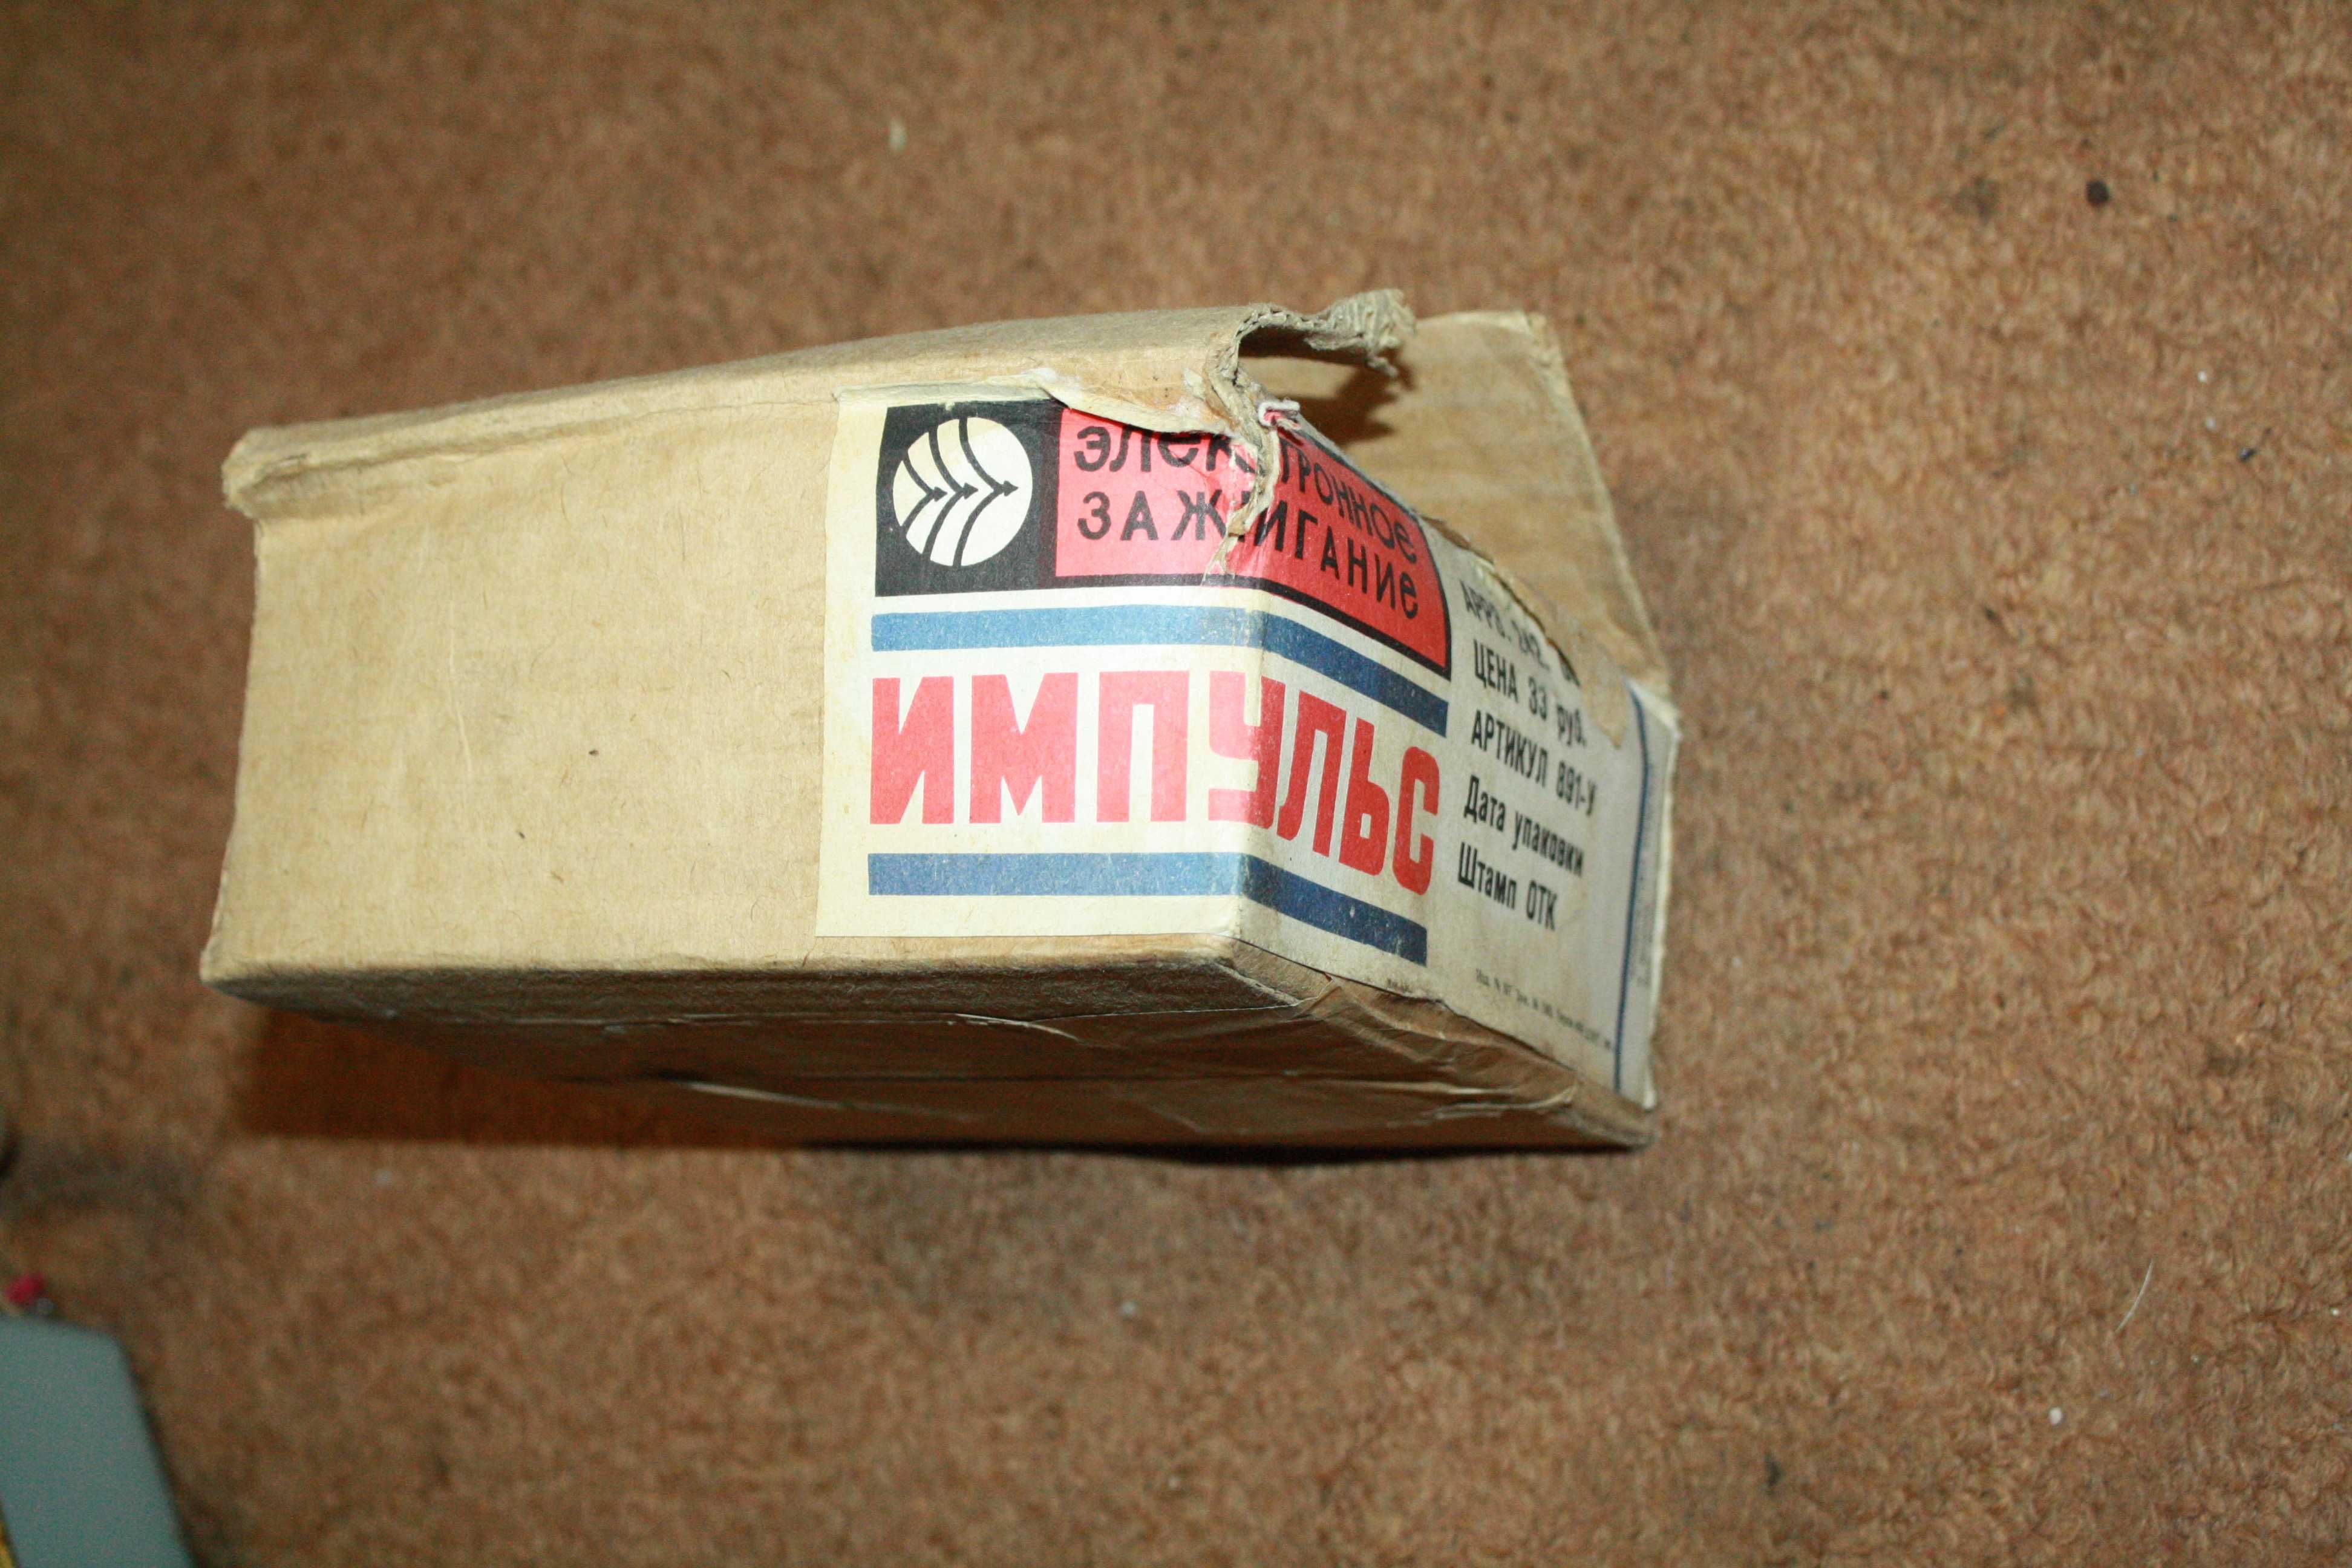 электронное
зажигание
ИМПУЛЬС
ЦЕНА 33 руб.
АРТИКУЛ 891-У
Дата упаковки
Штамп ОТК